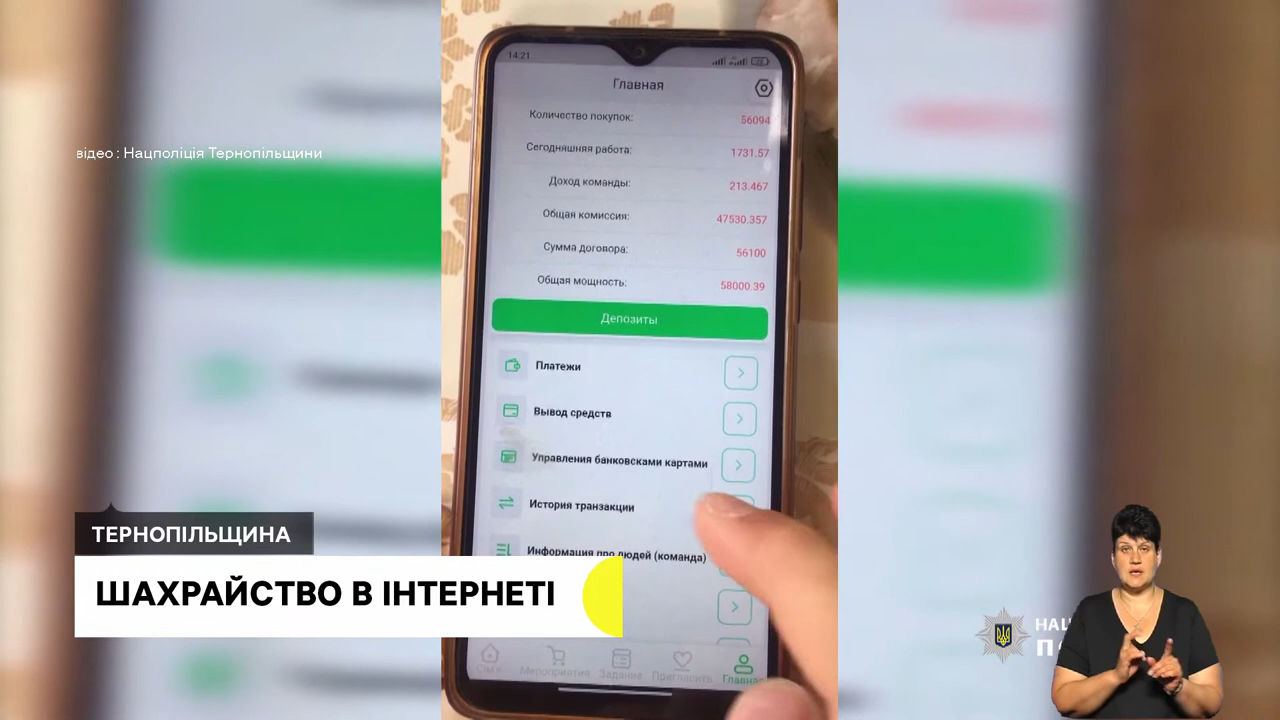 14:21
Главная
Количество покупок: 56094
Сегодняшняя работа: 1731.57
Доход команды: 213.467
Общая комиссия: 47530.357
Сумма договора: 56100
Общая мощность: 58000.39
Депозиты
Платежи
Вывод средств
Управления банковсками картами
История транзакции
Информация про людей (команда)
Сім'я Мероприятия Задание Пригласить Главная
відео : Нацполіція Тернопільщини
ТЕРНОПІЛЬЩИНА
ШАХРАЙСТВО В ІНТЕРНЕТІ